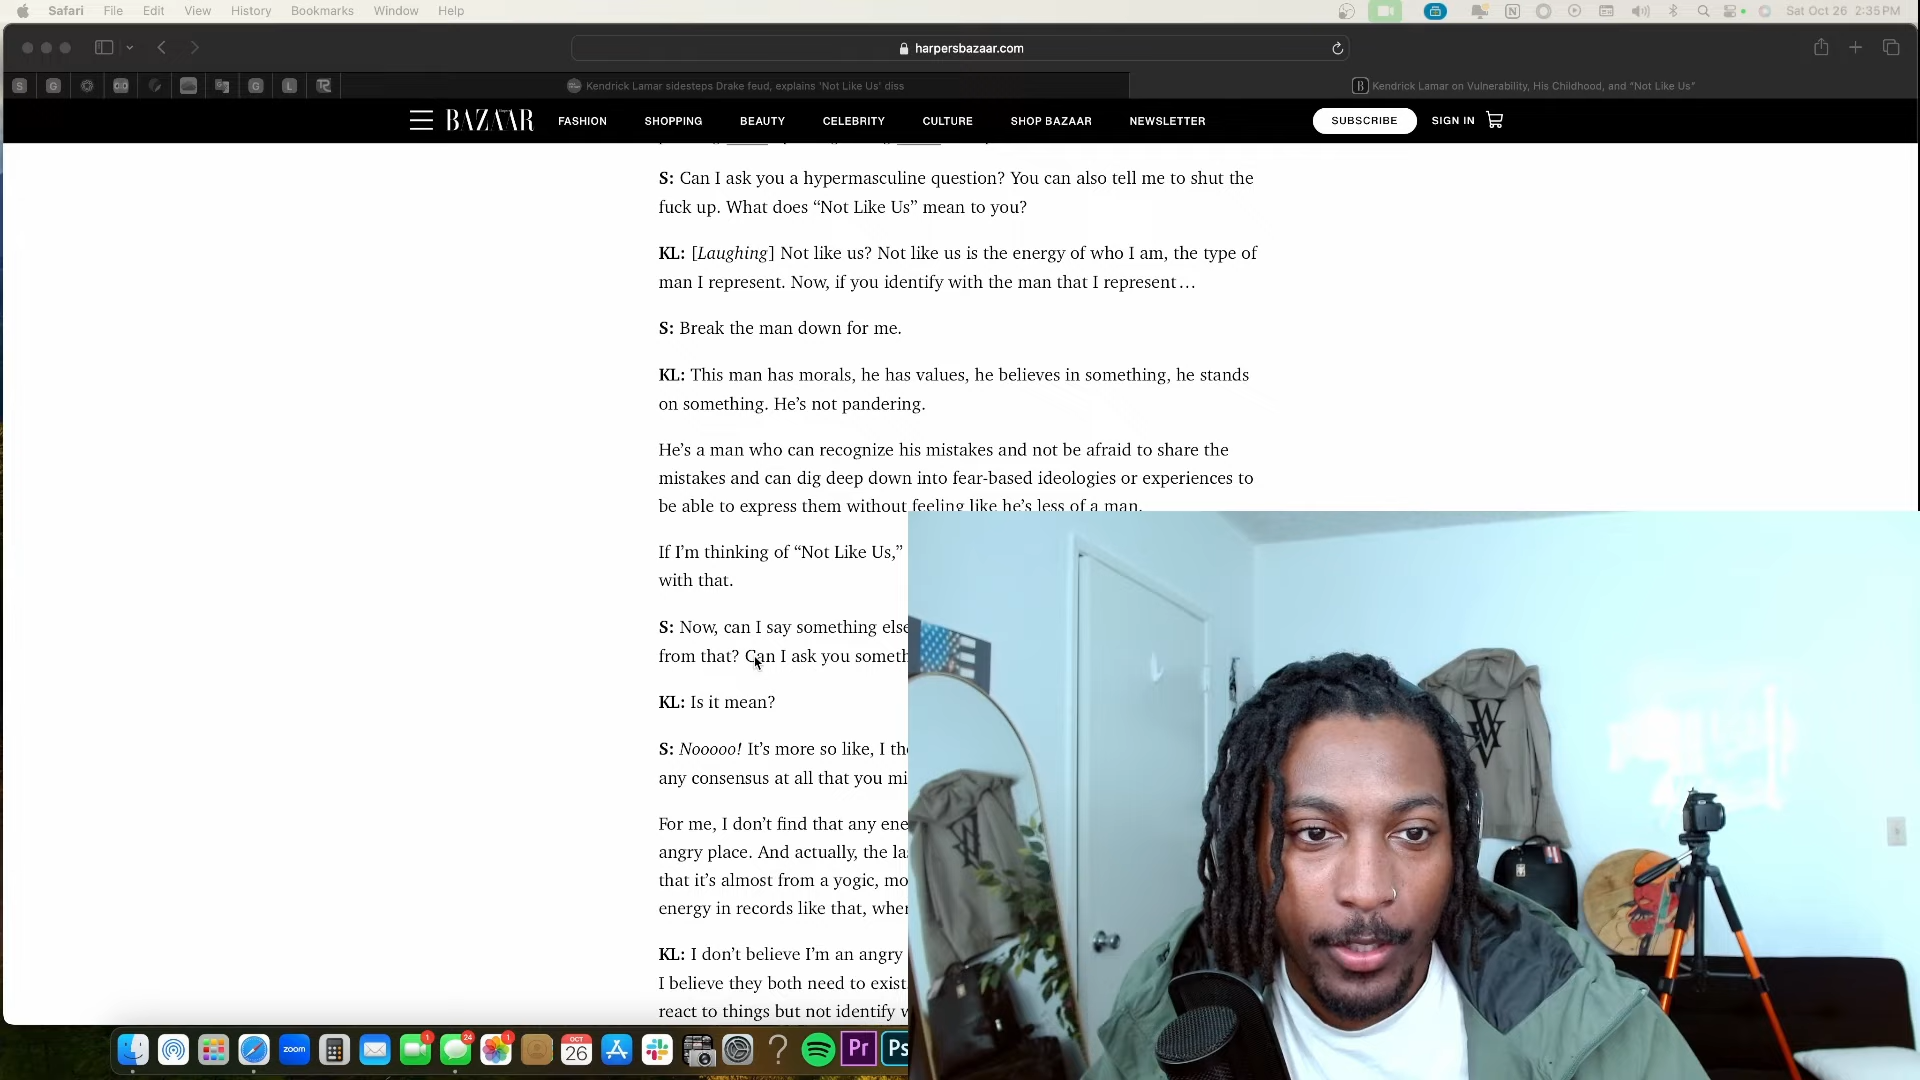 Safari File Edit View History Bookmarks Window Help Sat Oct 26 2:35 PM
harpersbazaar.com
S G G L Kendrick Lamar sidesteps Drake feud, explains 'Not Like Us' diss B Kendrick Lamar on Vulnerability, His Childhood, and "Not Like Us"
BAZAAR FASHION SHOPPING BEAUTY CELEBRITY CULTURE SHOP BAZAAR NEWSLETTER SUBSCRIBE SIGN IN
S: Can I ask you a hypermasculine question? You can also tell me to shut the
fuck up. What does “Not Like Us” mean to you?
KL: [Laughing] Not like us? Not like us is the energy of who I am, the type of
man I represent. Now, if you identify with the man that I represent…
S: Break the man down for me.
KL: This man has morals, he has values, he believes in something, he stands
on something. He’s not pandering.
He’s a man who can recognize his mistakes and not be afraid to share the
mistakes and can dig deep down into fear-based ideologies or experiences to
be able to express them without feeling like he’s less of a man.
If I’m thinking of “Not Like Us,”
with that.
S: Now, can I say something else
from that? Can I ask you someth
KL: Is it mean?
S: Nooooo! It’s more so like, I
any consensus at all that you mi
For me, I don’t find that any ene
angry place. And actually, the la
that it’s almost from a yogic, mo
energy in records like that, wher
KL: I don’t believe I’m an angry
I believe they both need to exist.
react to things but not identify
zoom 1 24 1 OCT 26 ? Pr Ps